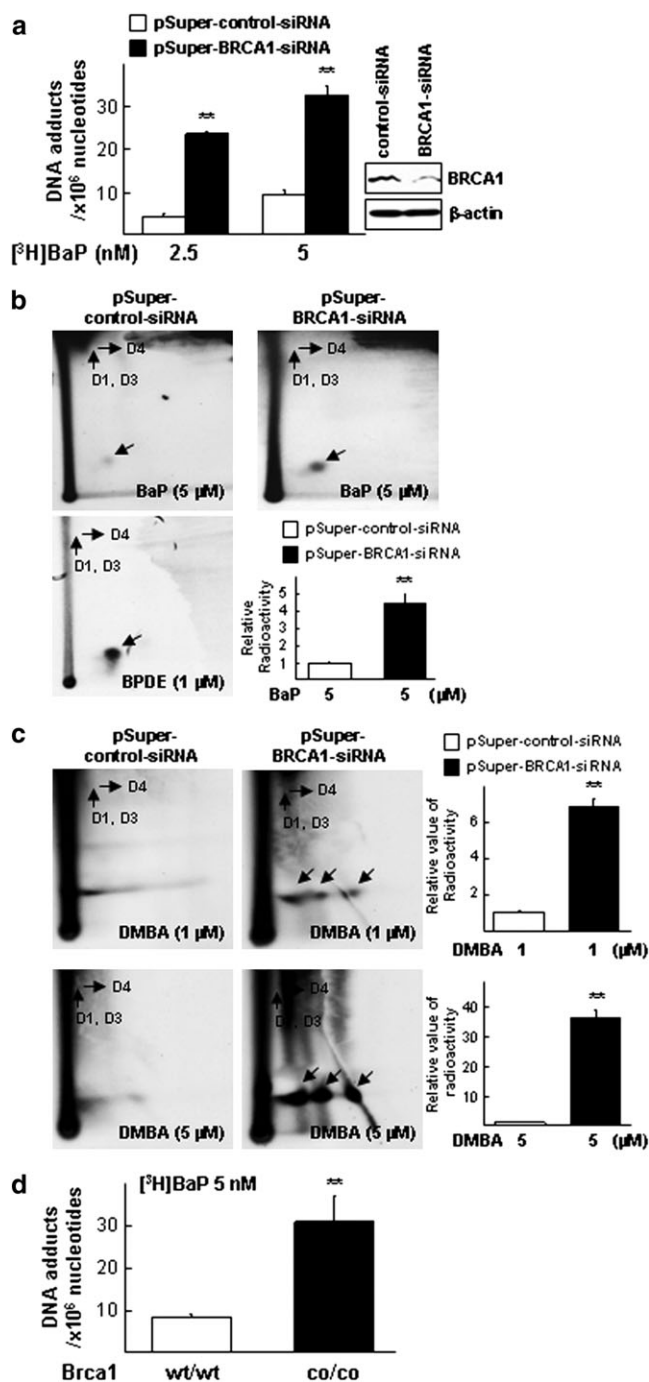 a
pSuper-control-siRNA
pSuper-BRCA1-siRNA
DNA adducts
/x10⁶ nucleotides
30
20
10
**
**
[³H]BaP (nM)
2.5
5
control-siRNA
BRCA1-siRNA
BRCA1
β-actin
b
pSuper-
control-siRNA
pSuper-
BRCA1-siRNA
D4
D1, D3
BaP (5 µM)
D4
D1, D3
BaP (5 µM)
D4
D1, D3
BPDE (1 µM)
pSuper-control-siRNA
pSuper-BRCA1-siRNA
Relative
Radioactivity
5
4
3
2
1
**
BaP
5
5
(µM)
c
pSuper-
control-siRNA
pSuper-
BRCA1-siRNA
pSuper-control-siRNA
pSuper-BRCA1-siRNA
D4
D1, D3
DMBA (1 µM)
D4
D1, D3
DMBA (1 µM)
Relative value of
Radioactivity
6
4
2
**
DMBA
1
1
(µM)
D4
D1, D3
DMBA (5 µM)
D4
D1, D3
DMBA (5 µM)
Relative value of
radioactivity
40
30
20
10
**
DMBA
5
5
(µM)
d
[³H]BaP 5 nM
DNA adducts
/x10⁶ nucleotides
30
20
10
**
Brca1
wt/wt
co/co